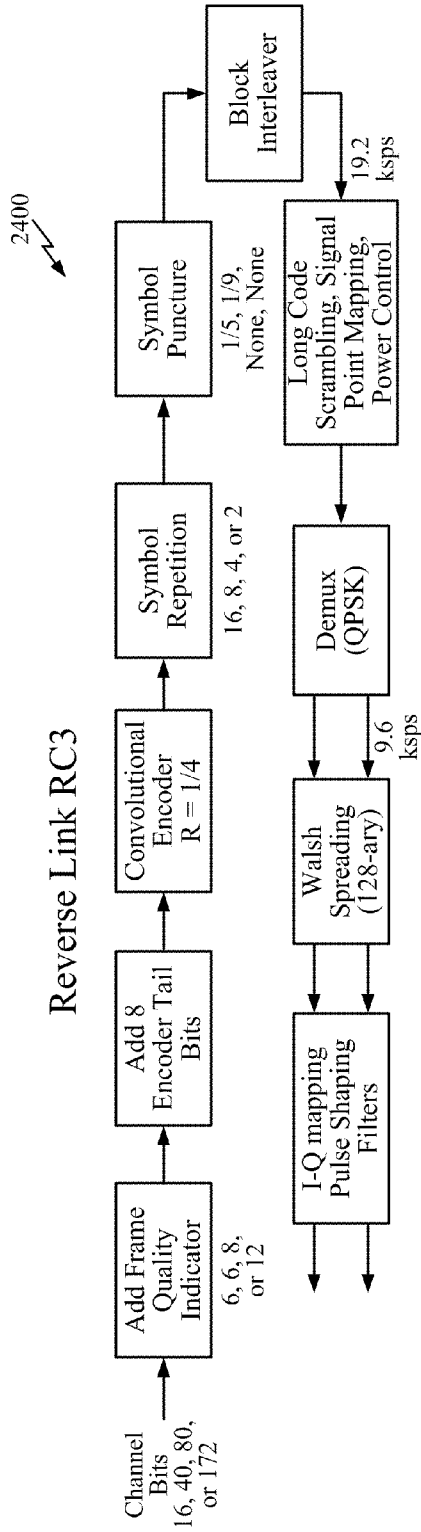 Reverse Link RC3
2400
Channel
Bits
16, 40, 80,
or 172
Add Frame
Quality
Indicator
6, 6, 8,
or 12
Add 8
Encoder Tail
Bits
Convolutional
Encoder
R = 1/4
Symbol
Repetition
16, 8, 4, or 2
Symbol
Puncture
1/5, 1/9,
None, None
Block
Interleaver
19.2
ksps
Long Code
Scrambling, Signal
Point Mapping,
Power Control
Demux
(QPSK)
9.6
ksps
Walsh
Spreading
(128-ary)
I-Q mapping
Pulse Shaping
Filters